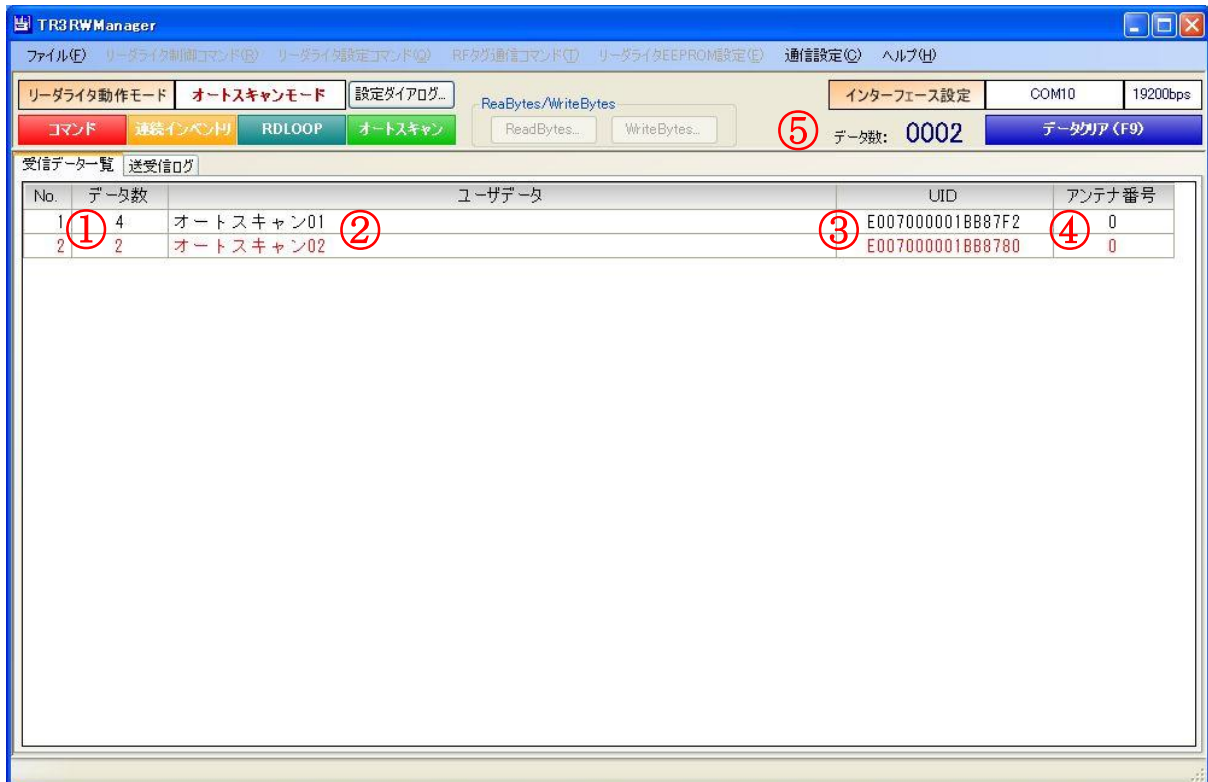 TR3RWManager
ファイル(F) リーダライタ制御コマンド(R) リーダライタ設定コマンド(Q) RFタグ通信コマンド(T) リーダライタEEPROM設定(E) 通信設定(C) ヘルプ(H)
リーダライタ動作モード オートスキャンモード 設定ダイアログ... ReaBytes/WriteBytes インターフェース設定 COM10 19200bps
コマンド 連続インベントリ RDLOOP オートスキャン ReadBytes... WriteBytes... ⑤ データ数: 0002 データクリア(F9)
受信データ一覧 送受信ログ
No. データ数 ユーザデータ UID アンテナ番号
1 ① 4 オートスキャン01 ② ③ E007000001BB87F2 ④ 0
2 2 オートスキャン02 E007000001BB8780 0